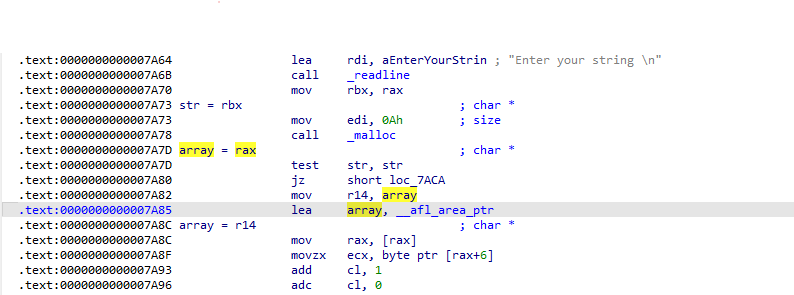 .text:0000000000007A64 lea rdi, aEnterYourStrin ; "Enter your string \n"
.text:0000000000007A6B call _readline
.text:0000000000007A70 mov rbx, rax
.text:0000000000007A73 str = rbx ; char *
.text:0000000000007A73 mov edi, 0Ah ; size
.text:0000000000007A78 call _malloc
.text:0000000000007A7D array = rax ; char *
.text:0000000000007A7D test str, str
.text:0000000000007A80 jz short loc_7ACA
.text:0000000000007A82 mov r14, array
.text:0000000000007A85 lea array, __afl_area_ptr
.text:0000000000007A8C array = r14 ; char *
.text:0000000000007A8C mov rax, [rax]
.text:0000000000007A8F movzx ecx, byte ptr [rax+6]
.text:0000000000007A93 add cl, 1
.text:0000000000007A96 adc cl, 0